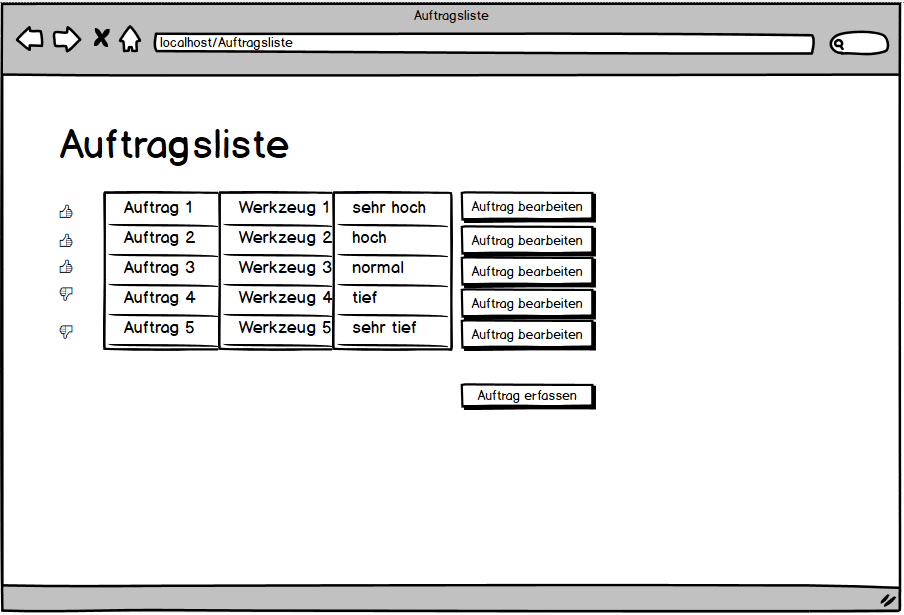 Auftragsliste
localhost/Auftragsliste
Auftragsliste
Auftrag 1 Werkzeug 1 sehr hoch Auftrag bearbeiten
Auftrag 2 Werkzeug 2 hoch Auftrag bearbeiten
Auftrag 3 Werkzeug 3 normal Auftrag bearbeiten
Auftrag 4 Werkzeug 4 tief Auftrag bearbeiten
Auftrag 5 Werkzeug 5 sehr tief Auftrag bearbeiten
Auftrag erfassen